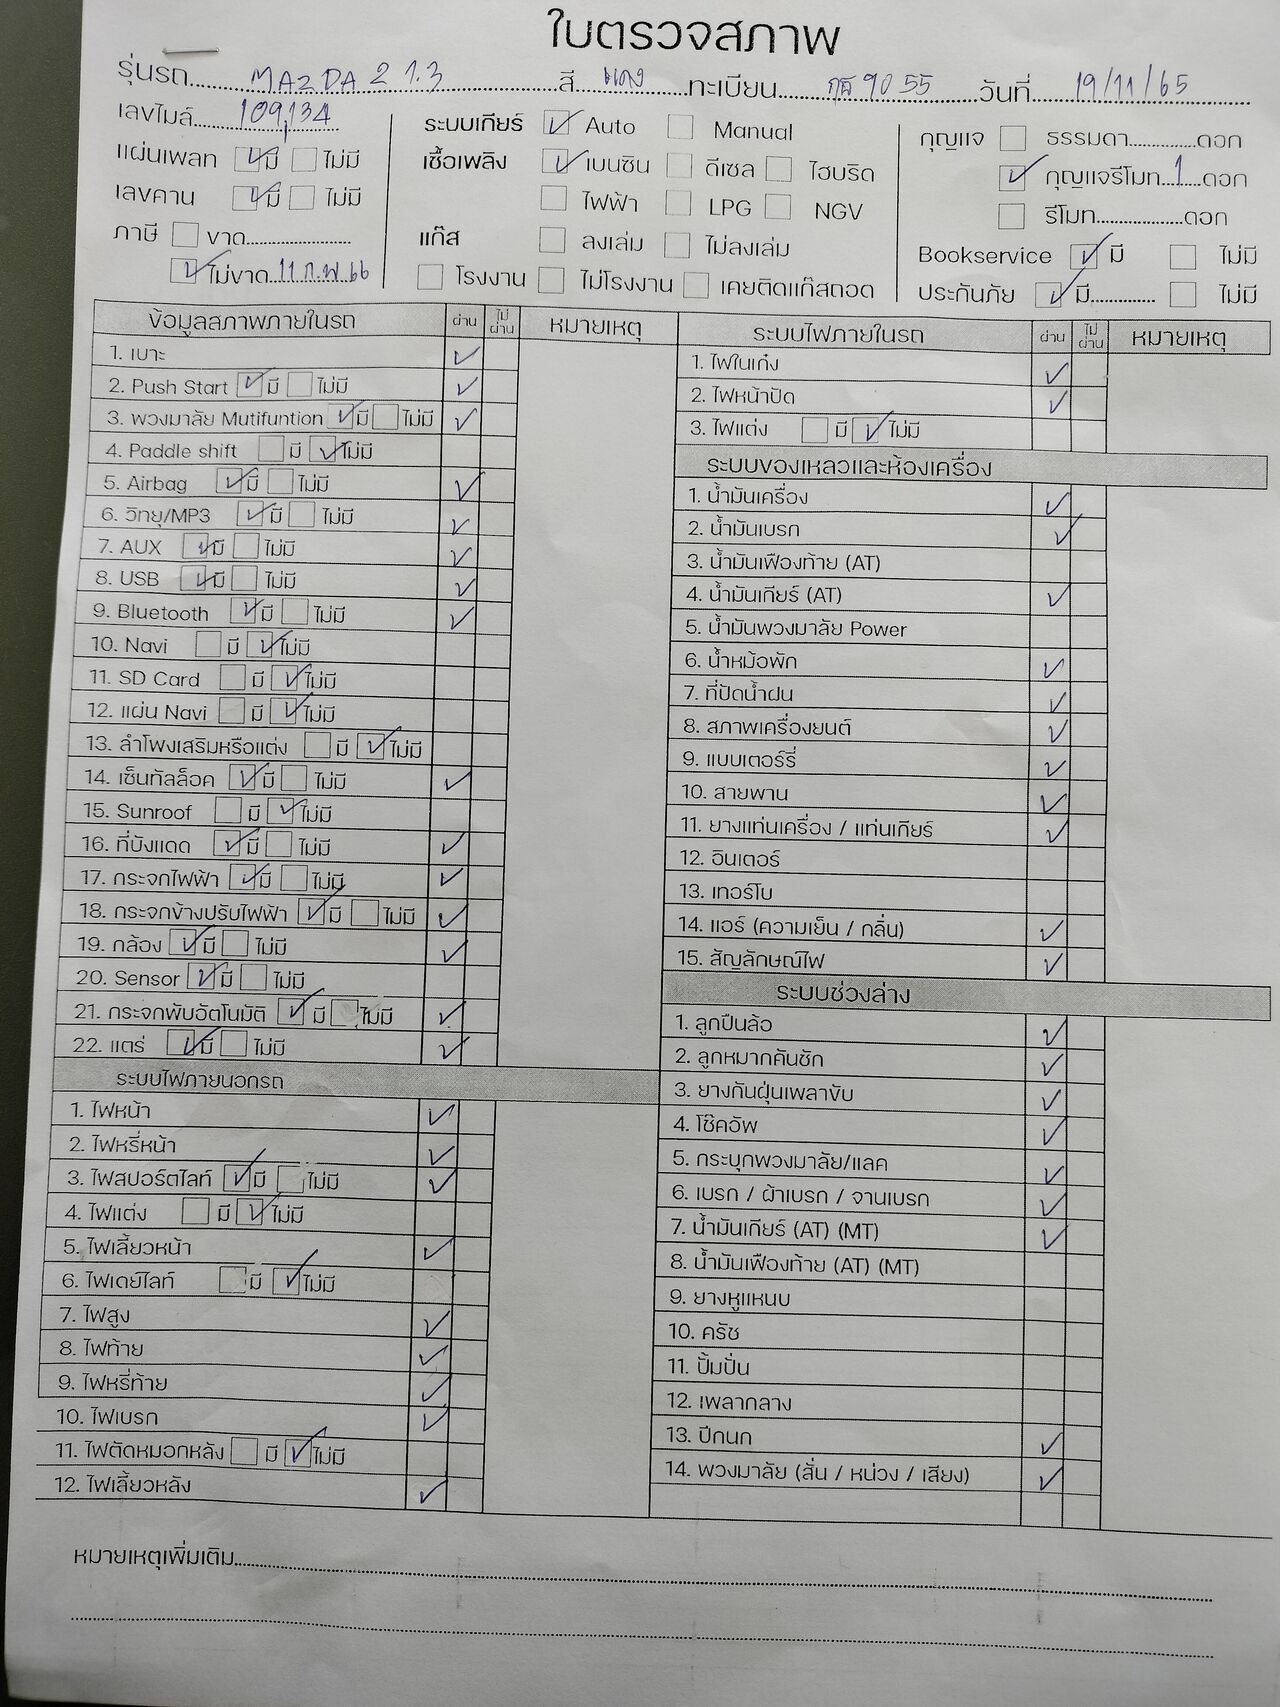 ใบตรวจสภาพ
รุ่นรถ MAZDA 2 1.3 สี แดง ทะเบียน 9055 วันที่ 19/11/65
เลขไมล์ 109,134
แผ่นเพลท ✓ มี ไม่มี
เลขคาน ✓ มี ไม่มี
ภาษี ขาด
✓ ไม่ขาด 11 ก.พ 66
ระบบเกียร์ ✓ Auto Manual
เชื้อเพลิง ✓ เบนซิน ดีเซล ไฮบริด
ไฟฟ้า LPG NGV
แก๊ส ลงเล่ม ไม่ลงเล่ม
โรงงาน ไม่โรงงาน เคยติดแก๊สถอด
กุญแจ ธรรมดา ดอก
✓ กุญแจรีโมท 1 ดอก
รีโมท ดอก
Bookservice ✓ มี ไม่มี
ประกันภัย ✓ มี ไม่มี
ข้อมูลสภาพภายในรถ ผ่าน ไม่ผ่าน หมายเหตุ
1. เบาะ ✓
2. Push Start ✓ มี ไม่มี ✓
3. พวงมาลัย Mutifuntion ✓ มี ไม่มี ✓
4. Paddle shift มี ✓ ไม่มี
5. Airbag ✓ มี ไม่มี ✓
6. วิทยุ/MP3 ✓ มี ไม่มี ✓
7. AUX ✓ มี ไม่มี ✓
8. USB ✓ มี ไม่มี ✓
9. Bluetooth ✓ มี ไม่มี ✓
10. Navi มี ✓ ไม่มี
11. SD Card มี ✓ ไม่มี
12. แผ่น Navi มี ✓ ไม่มี
13. ลำโพงเสริมหรือแต่ง มี ✓ ไม่มี
14. เซ็นทัลล็อค ✓ มี ไม่มี ✓
15. Sunroof มี ✓ ไม่มี
16. ที่บังแดด ✓ มี ไม่มี ✓
17. กระจกไฟฟ้า ✓ มี ไม่มี ✓
18. กระจกข้างปรับไฟฟ้า ✓ มี ไม่มี ✓
19. กล้อง ✓ มี ไม่มี ✓
20. Sensor ✓ มี ไม่มี
21. กระจกพับอัตโนมัติ ✓ มี ไม่มี ✓
22. แตร่ ✓ มี ไม่มี ✓
ระบบไฟภายนอกรถ
1. ไฟหน้า ✓
2. ไฟหรี่หน้า ✓
3. ไฟสปอร์ตไลท์ ✓ มี ไม่มี ✓
4. ไฟแต่ง มี ✓ ไม่มี
5. ไฟเลี้ยวหน้า ✓
6. ไฟเดย์ไลท์ มี ✓ ไม่มี
7. ไฟสูง ✓
8. ไฟท้าย ✓
9. ไฟหรี่ท้าย ✓
10. ไฟเบรก ✓
11. ไฟตัดหมอกหลัง มี ✓ ไม่มี
12. ไฟเลี้ยวหลัง ✓
ระบบไฟภายในรถ ผ่าน ไม่ผ่าน หมายเหตุ
1. ไฟในเก๋ง ✓
2. ไฟหน้าปัด ✓
3. ไฟแต่ง มี ✓ ไม่มี
ระบบของเหลวและห้องเครื่อง
1. น้ำมันเครื่อง ✓
2. น้ำมันเบรก ✓
3. น้ำมันเฟืองท้าย (AT)
4. น้ำมันเกียร์ (AT) ✓
5. น้ำมันพวงมาลัย Power
6. น้ำหม้อพัก ✓
7. ที่ปัดน้ำฝน ✓
8. สภาพเครื่องยนต์ ✓
9. แบบเตอร์รี่ ✓
10. สายพาน ✓
11. ยางแท่นเครื่อง / แท่นเกียร์ ✓
12. อินเตอร์
13. เทอร์โบ
14. แอร์ (ความเย็น / กลิ่น) ✓
15. สัญลักษณ์ไฟ ✓
ระบบช่วงล่าง
1. ลูกปืนล้อ ✓
2. ลูกหมากคันชัก ✓
3. ยางกันฝุ่นเพลาขับ ✓
4. โช๊คอัพ ✓
5. กระบุกพวงมาลัย/แลค ✓
6. เบรก / ผ้าเบรก / จานเบรก ✓
7. น้ำมันเกียร์ (AT) (MT) ✓
8. น้ำมันเฟืองท้าย (AT) (MT)
9. ยางหูแหนบ
10. ครัช
11. ปั้มปั่น
12. เพลากลาง
13. ปีกนก ✓
14. พวงมาลัย (สั่น / หน่วง / เสียง) ✓
หมายเหตุเพิ่มเติม